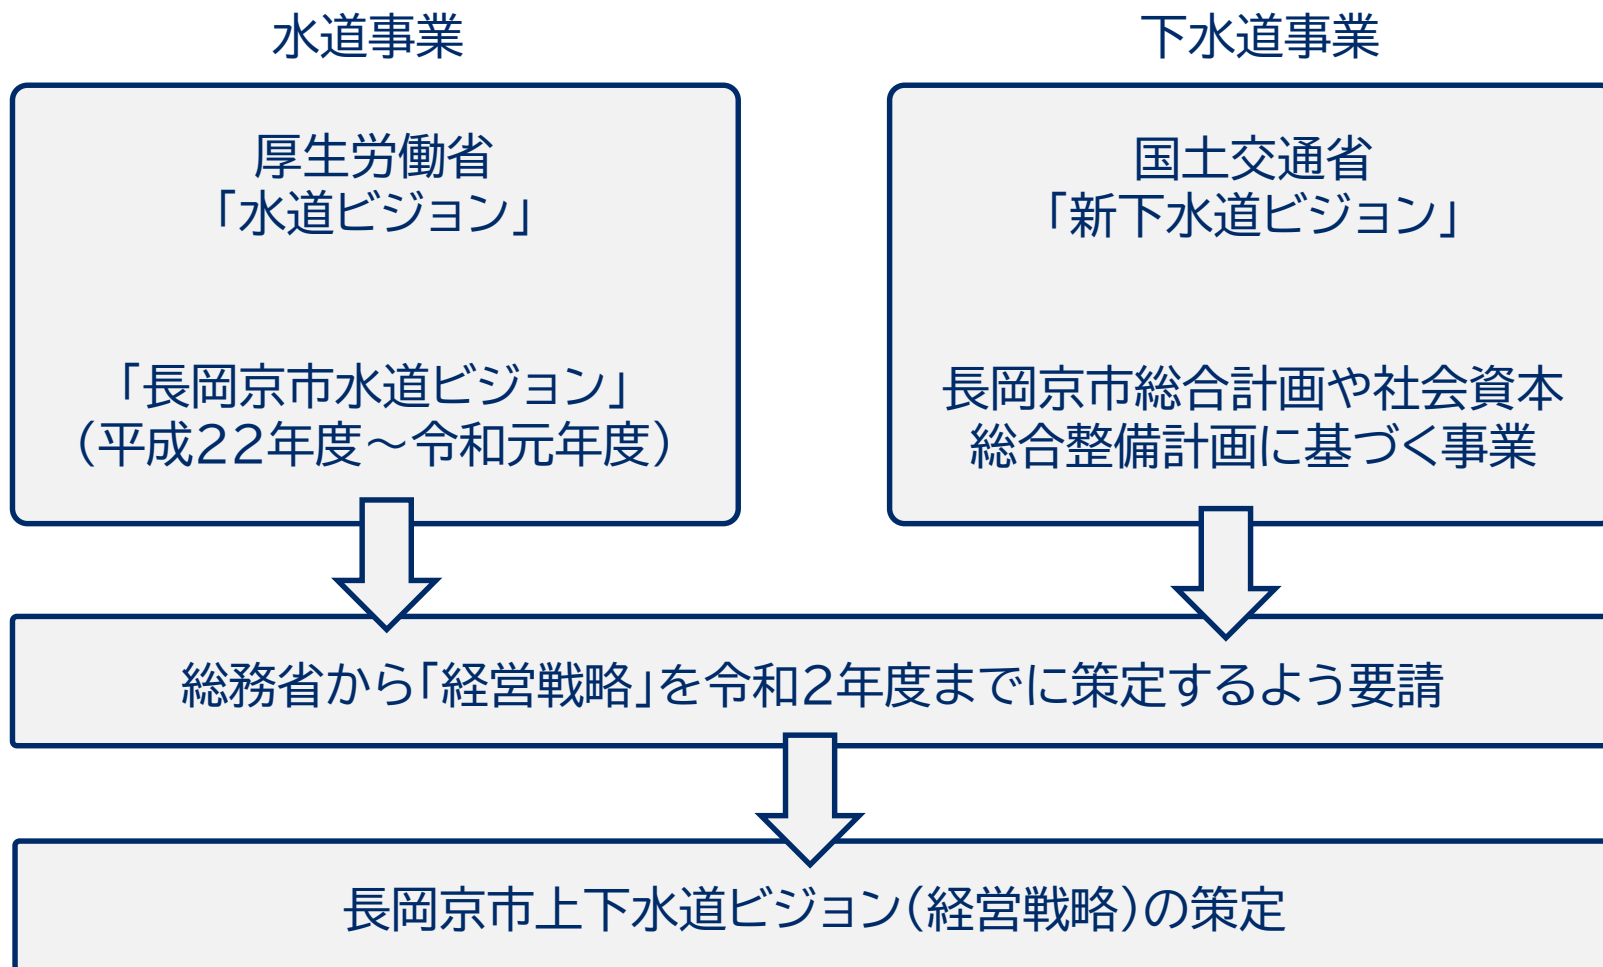 水道事業
厚生労働省
「水道ビジョン」
「長岡京市水道ビジョン」
(平成22年度～令和元年度)
下水道事業
国土交通省
「新下水道ビジョン」
長岡京市総合計画や社会資本
総合整備計画に基づく事業
総務省から「経営戦略」を令和2年度までに策定するよう要請
長岡京市上下水道ビジョン(経営戦略)の策定